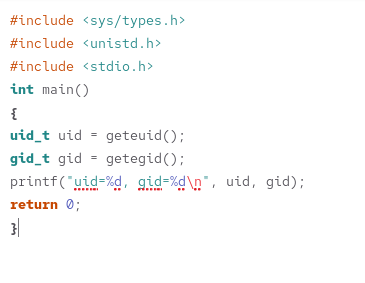 #include <sys/types.h>
#include <unistd.h>
#include <stdio.h>
int main()
{
uid_t uid = geteuid();
gid_t gid = getegid();
printf("uid=%d, gid=%d\n", uid, gid);
return 0;
}